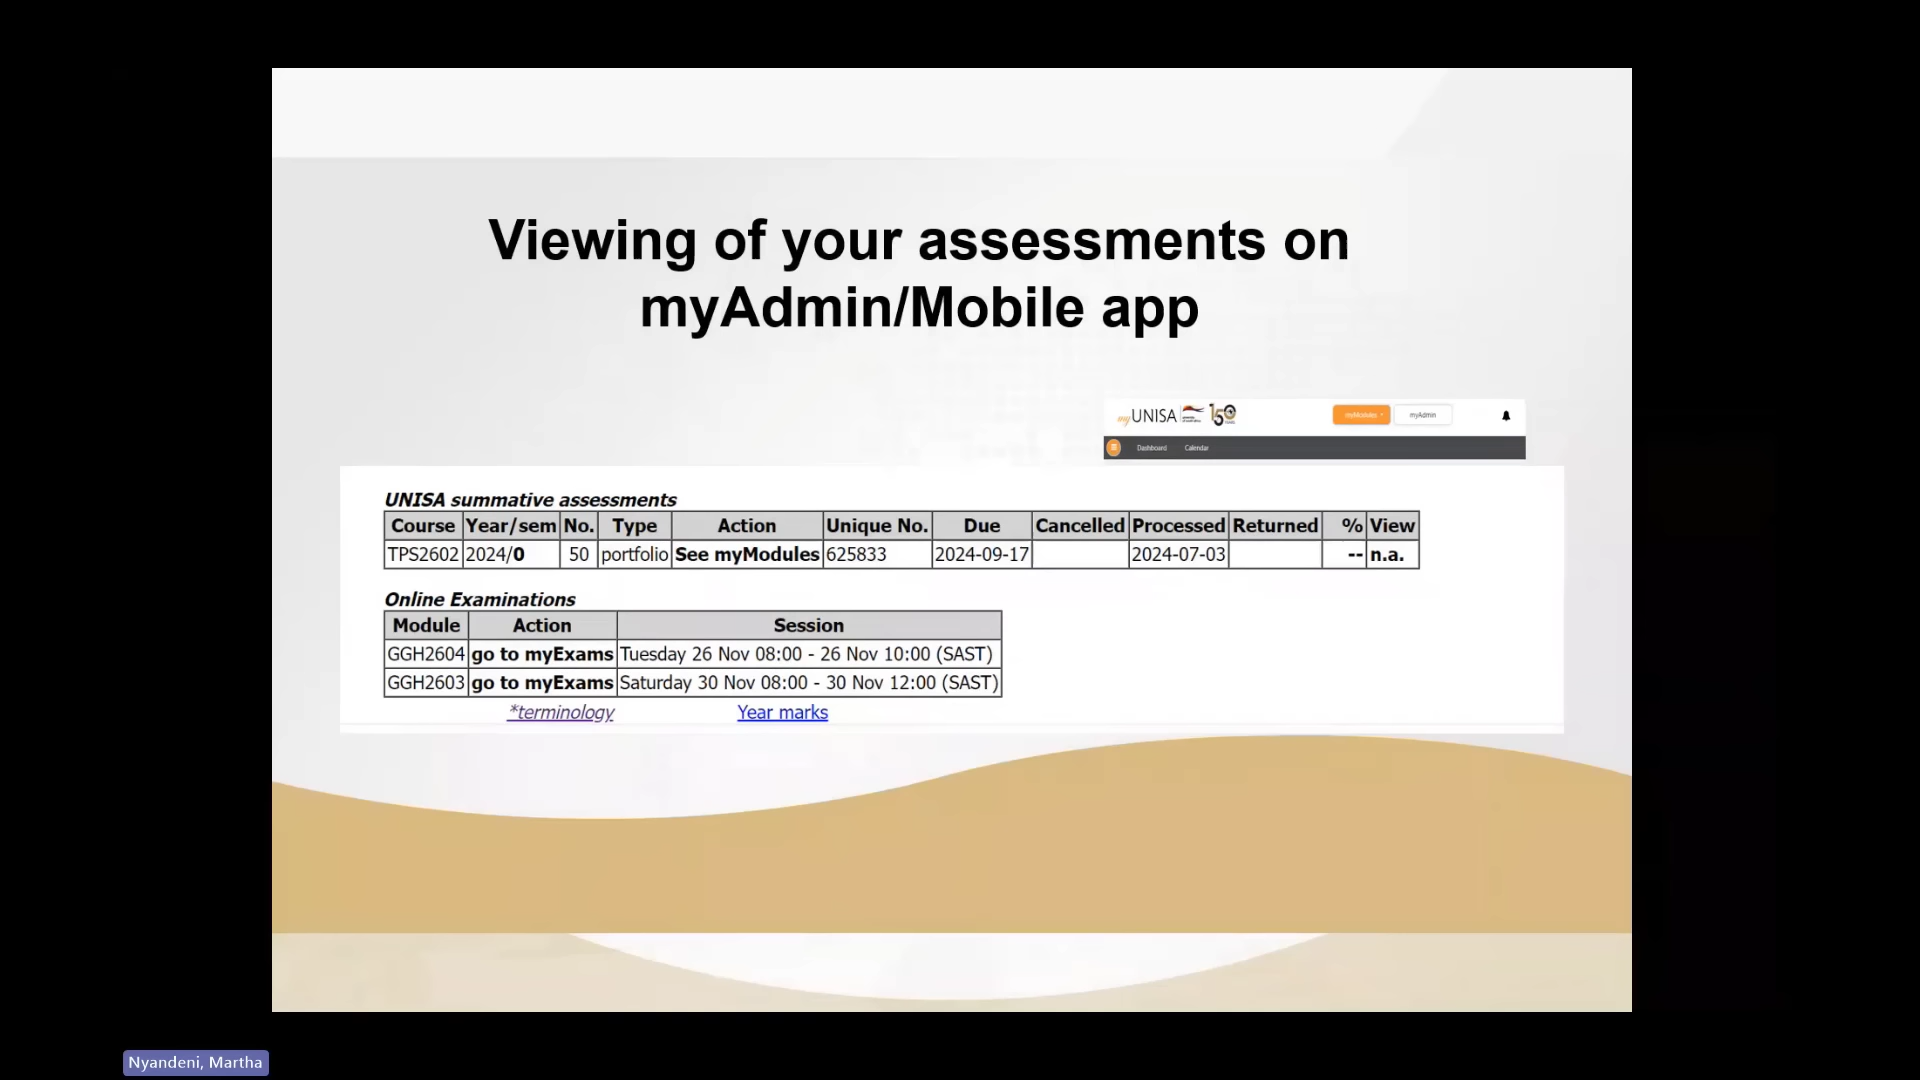 Viewing of your assessments on
myAdmin/Mobile app
my UNISA 150
myModules myAdmin
Dashboard Calendar
UNISA summative assessments
Course Year/sem No. Type Action Unique No. Due Cancelled Processed Returned % View
TPS2602 2024/0 50 portfolio See myModules 625833 2024-09-17 2024-07-03 -- n.a.
Online Examinations
Module Action Session
GGH2604 go to myExams Tuesday 26 Nov 08:00 - 26 Nov 10:00 (SAST)
GGH2603 go to myExams Saturday 30 Nov 08:00 - 30 Nov 12:00 (SAST)
*terminology Year marks
Nyandeni, Martha